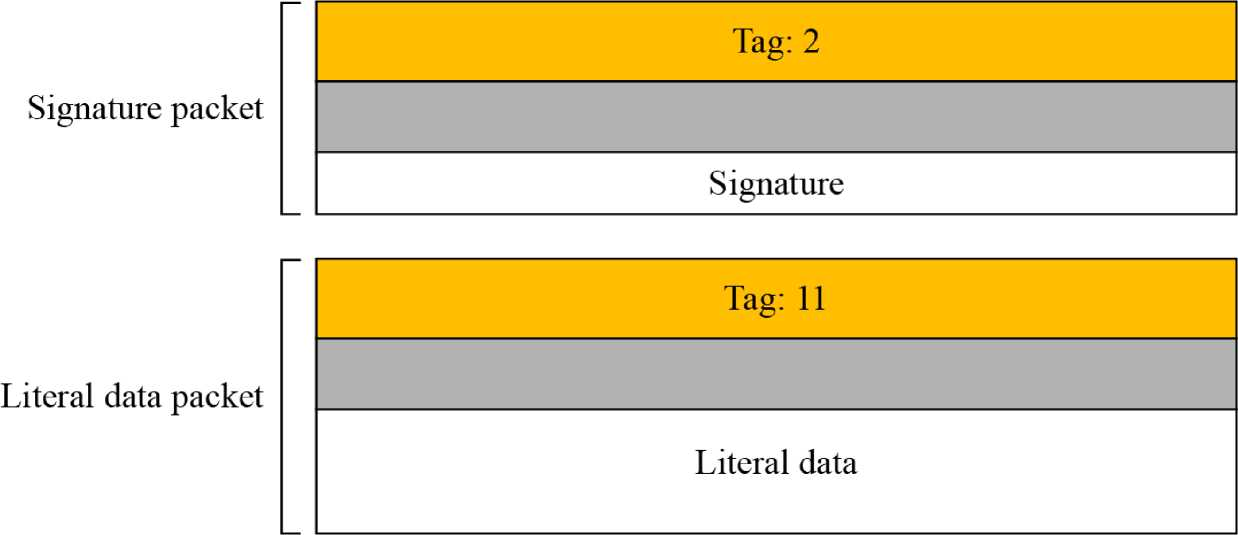 Tag: 2
Signature packet
Signature
Tag: 11
Literal data packet
Literal data